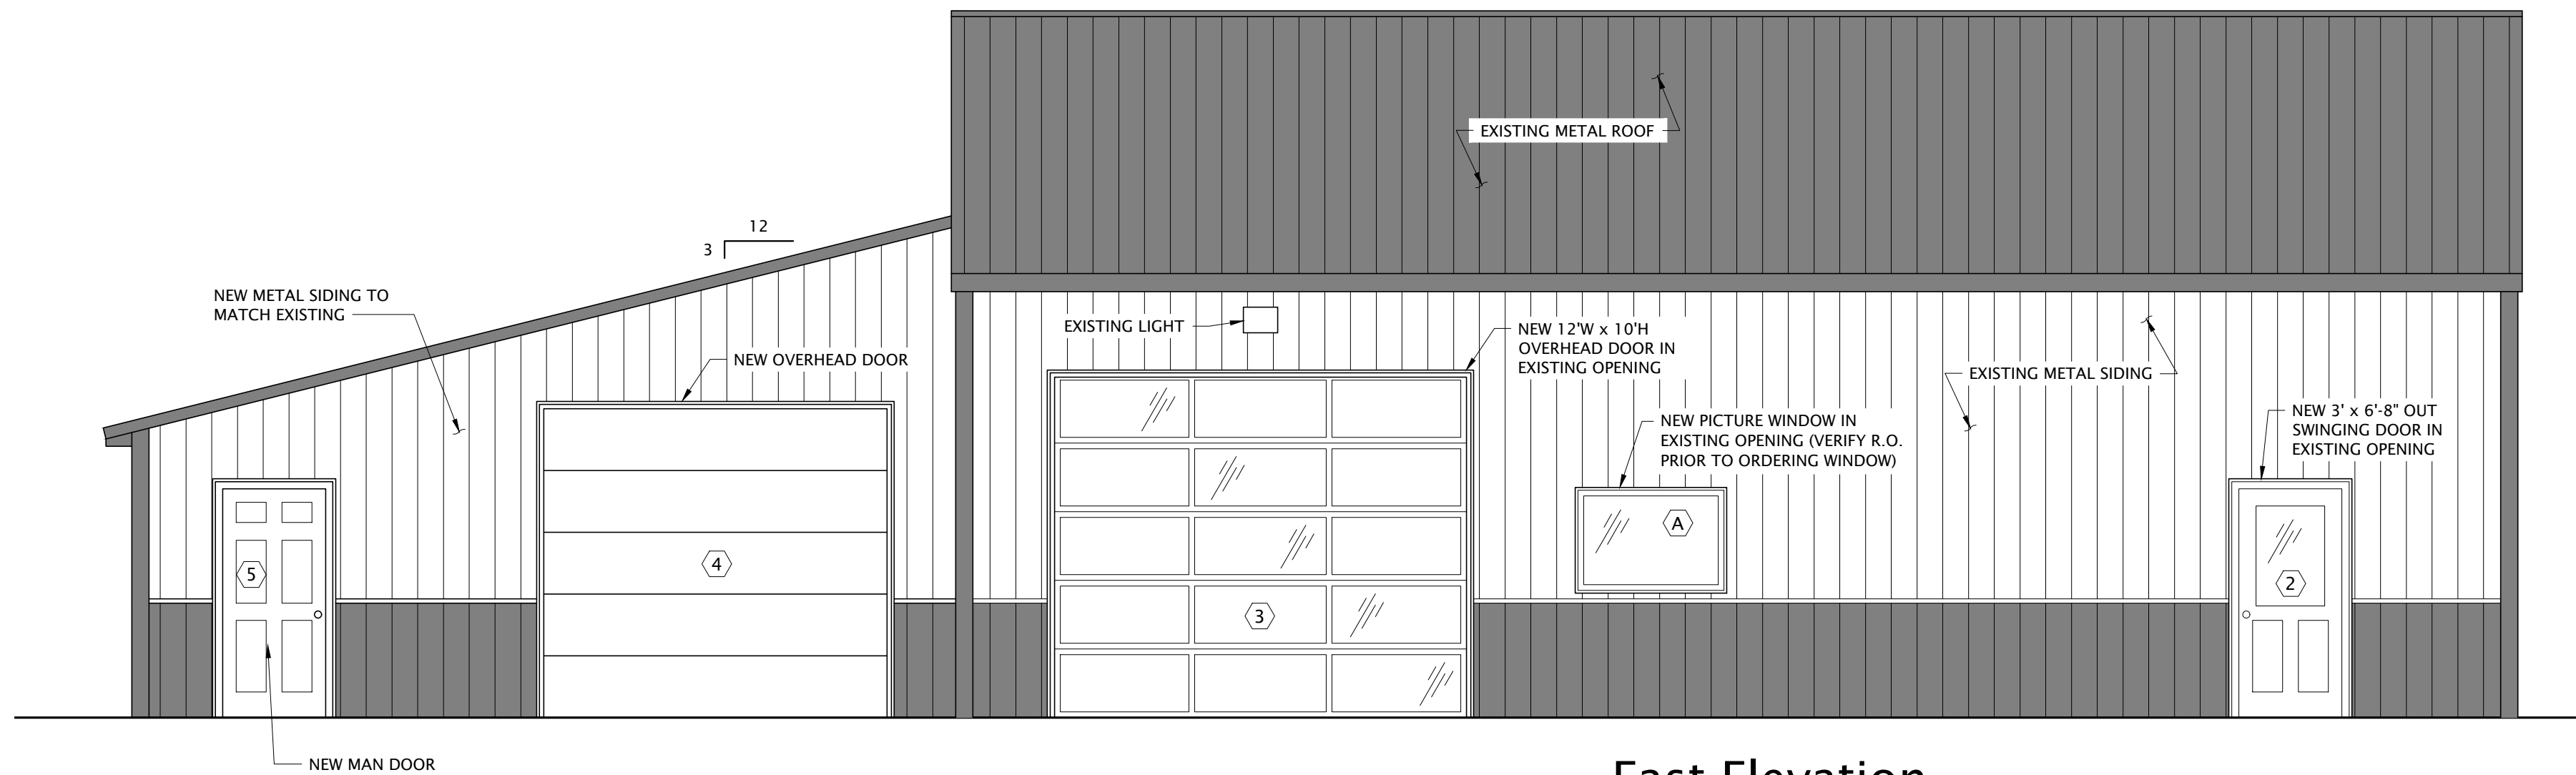 EXISTING METAL ROOF
12
3
NEW METAL SIDING TO
MATCH EXISTING
NEW OVERHEAD DOOR
EXISTING LIGHT
NEW 12'W x 10'H
OVERHEAD DOOR IN
EXISTING OPENING
EXISTING METAL SIDING
NEW PICTURE WINDOW IN
EXISTING OPENING (VERIFY R.O.
PRIOR TO ORDERING WINDOW)
NEW 3' x 6'-8" OUT
SWINGING DOOR IN
EXISTING OPENING
A
5
4
3
2
NEW MAN DOOR
East Elevation